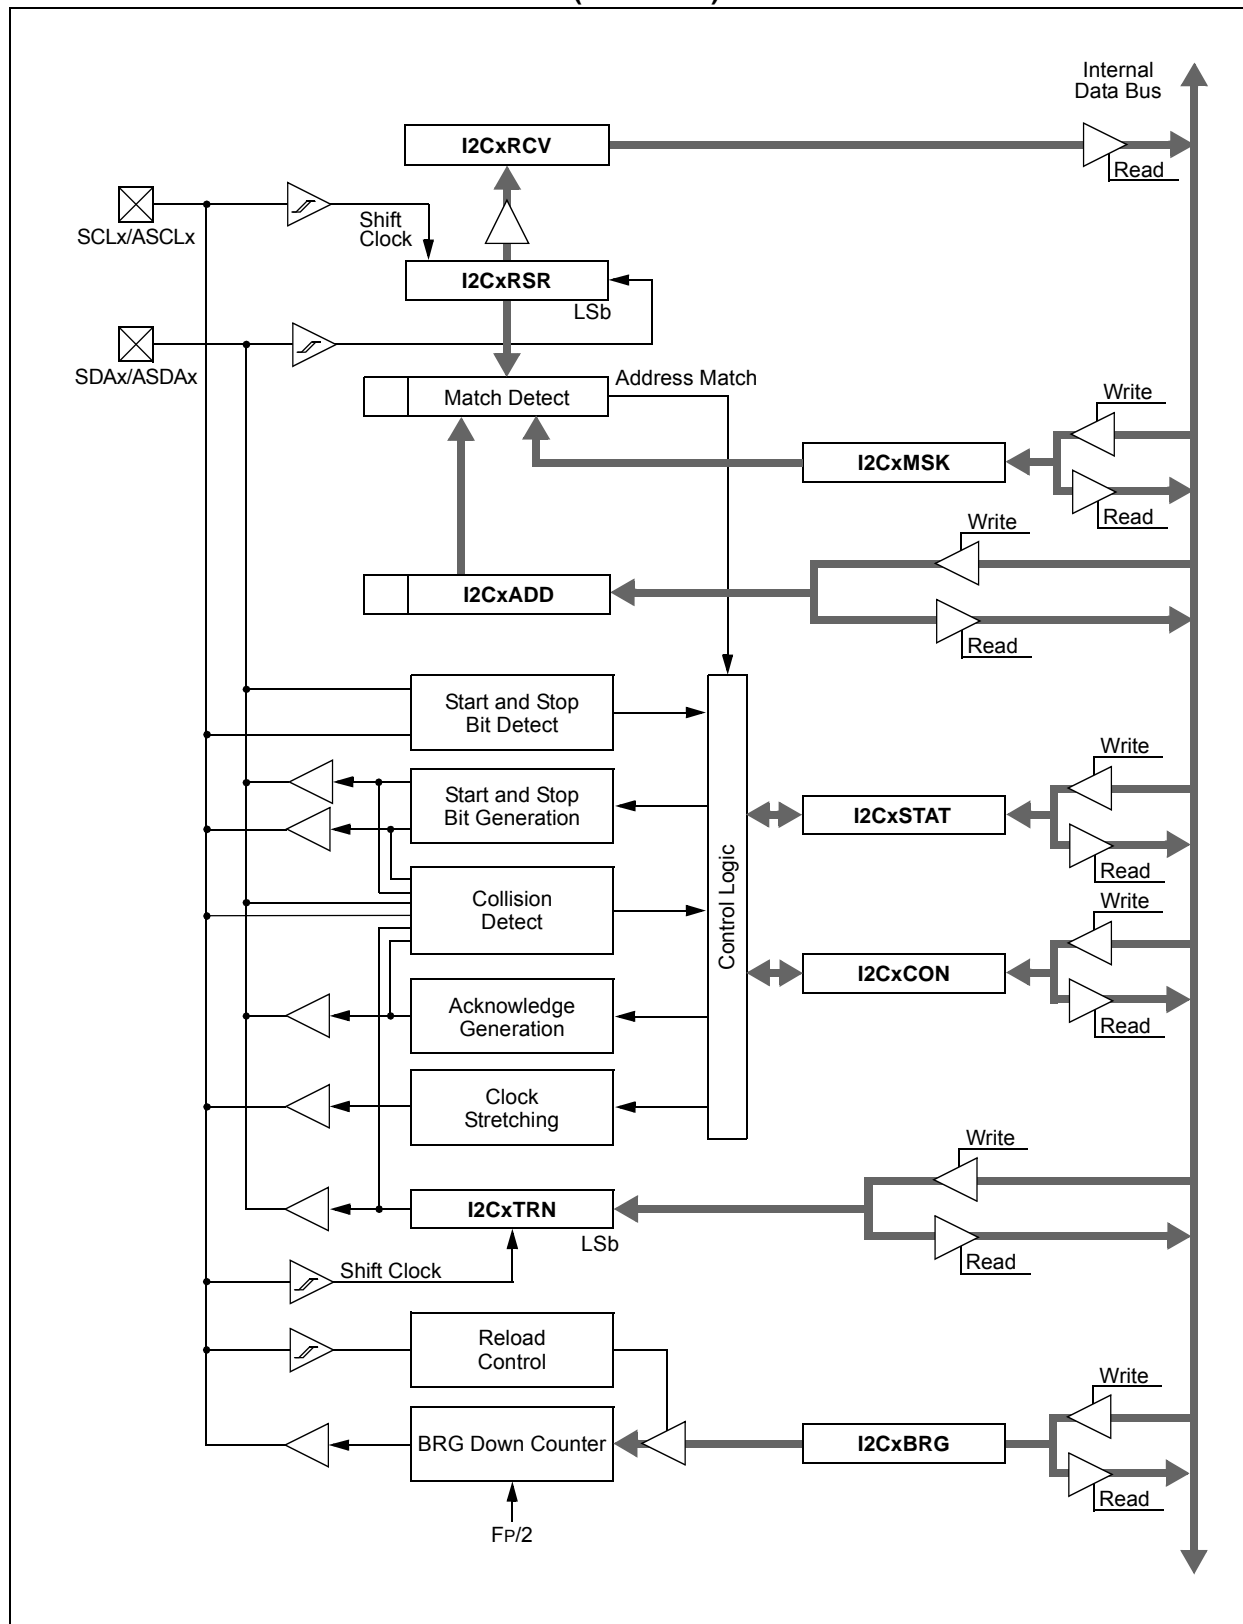 Internal
Data Bus
I2CxRCV
Read
SCLx/ASCLx
Shift
Clock
I2CxRSR
LSb
SDAx/ASDAx
Address Match
Match Detect
Write
I2CxMSK
Read
Write
I2CxADD
Read
Start and Stop
Bit Detect
Write
Start and Stop
Bit Generation
I2CxSTAT
Read
Control Logic
Collision
Detect
Write
I2CxCON
Read
Acknowledge
Generation
Clock
Stretching
Write
I2CxTRN
LSb
Read
Shift Clock
Reload
Control
Write
BRG Down Counter
I2CxBRG
Read
FP/2